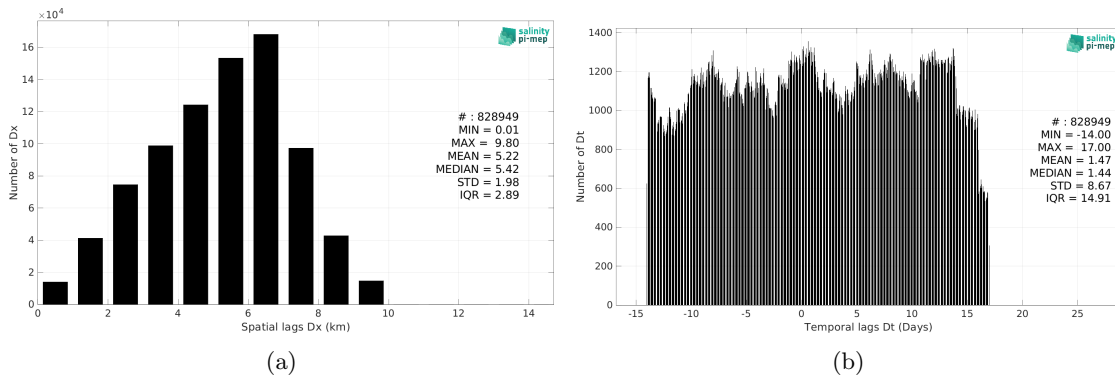 ×10⁴
16
14
12
10
8
6
4
2
0
Number of Dx
salinity
pi-mep
# : 828949
MIN = 0.01
MAX = 9.80
MEAN = 5.22
MEDIAN = 5.42
STD = 1.98
IQR = 2.89
0 2 4 6 8 10 12 14
Spatial lags Dx (km)
(a)
1400
1200
1000
800
600
400
200
0
Number of Dt
salinity
pi-mep
# : 828949
MIN = -14.00
MAX = 17.00
MEAN = 1.47
MEDIAN = 1.44
STD = 8.67
IQR = 14.91
-15 -10 -5 0 5 10 15 20 25
Temporal lags Dt (Days)
(b)